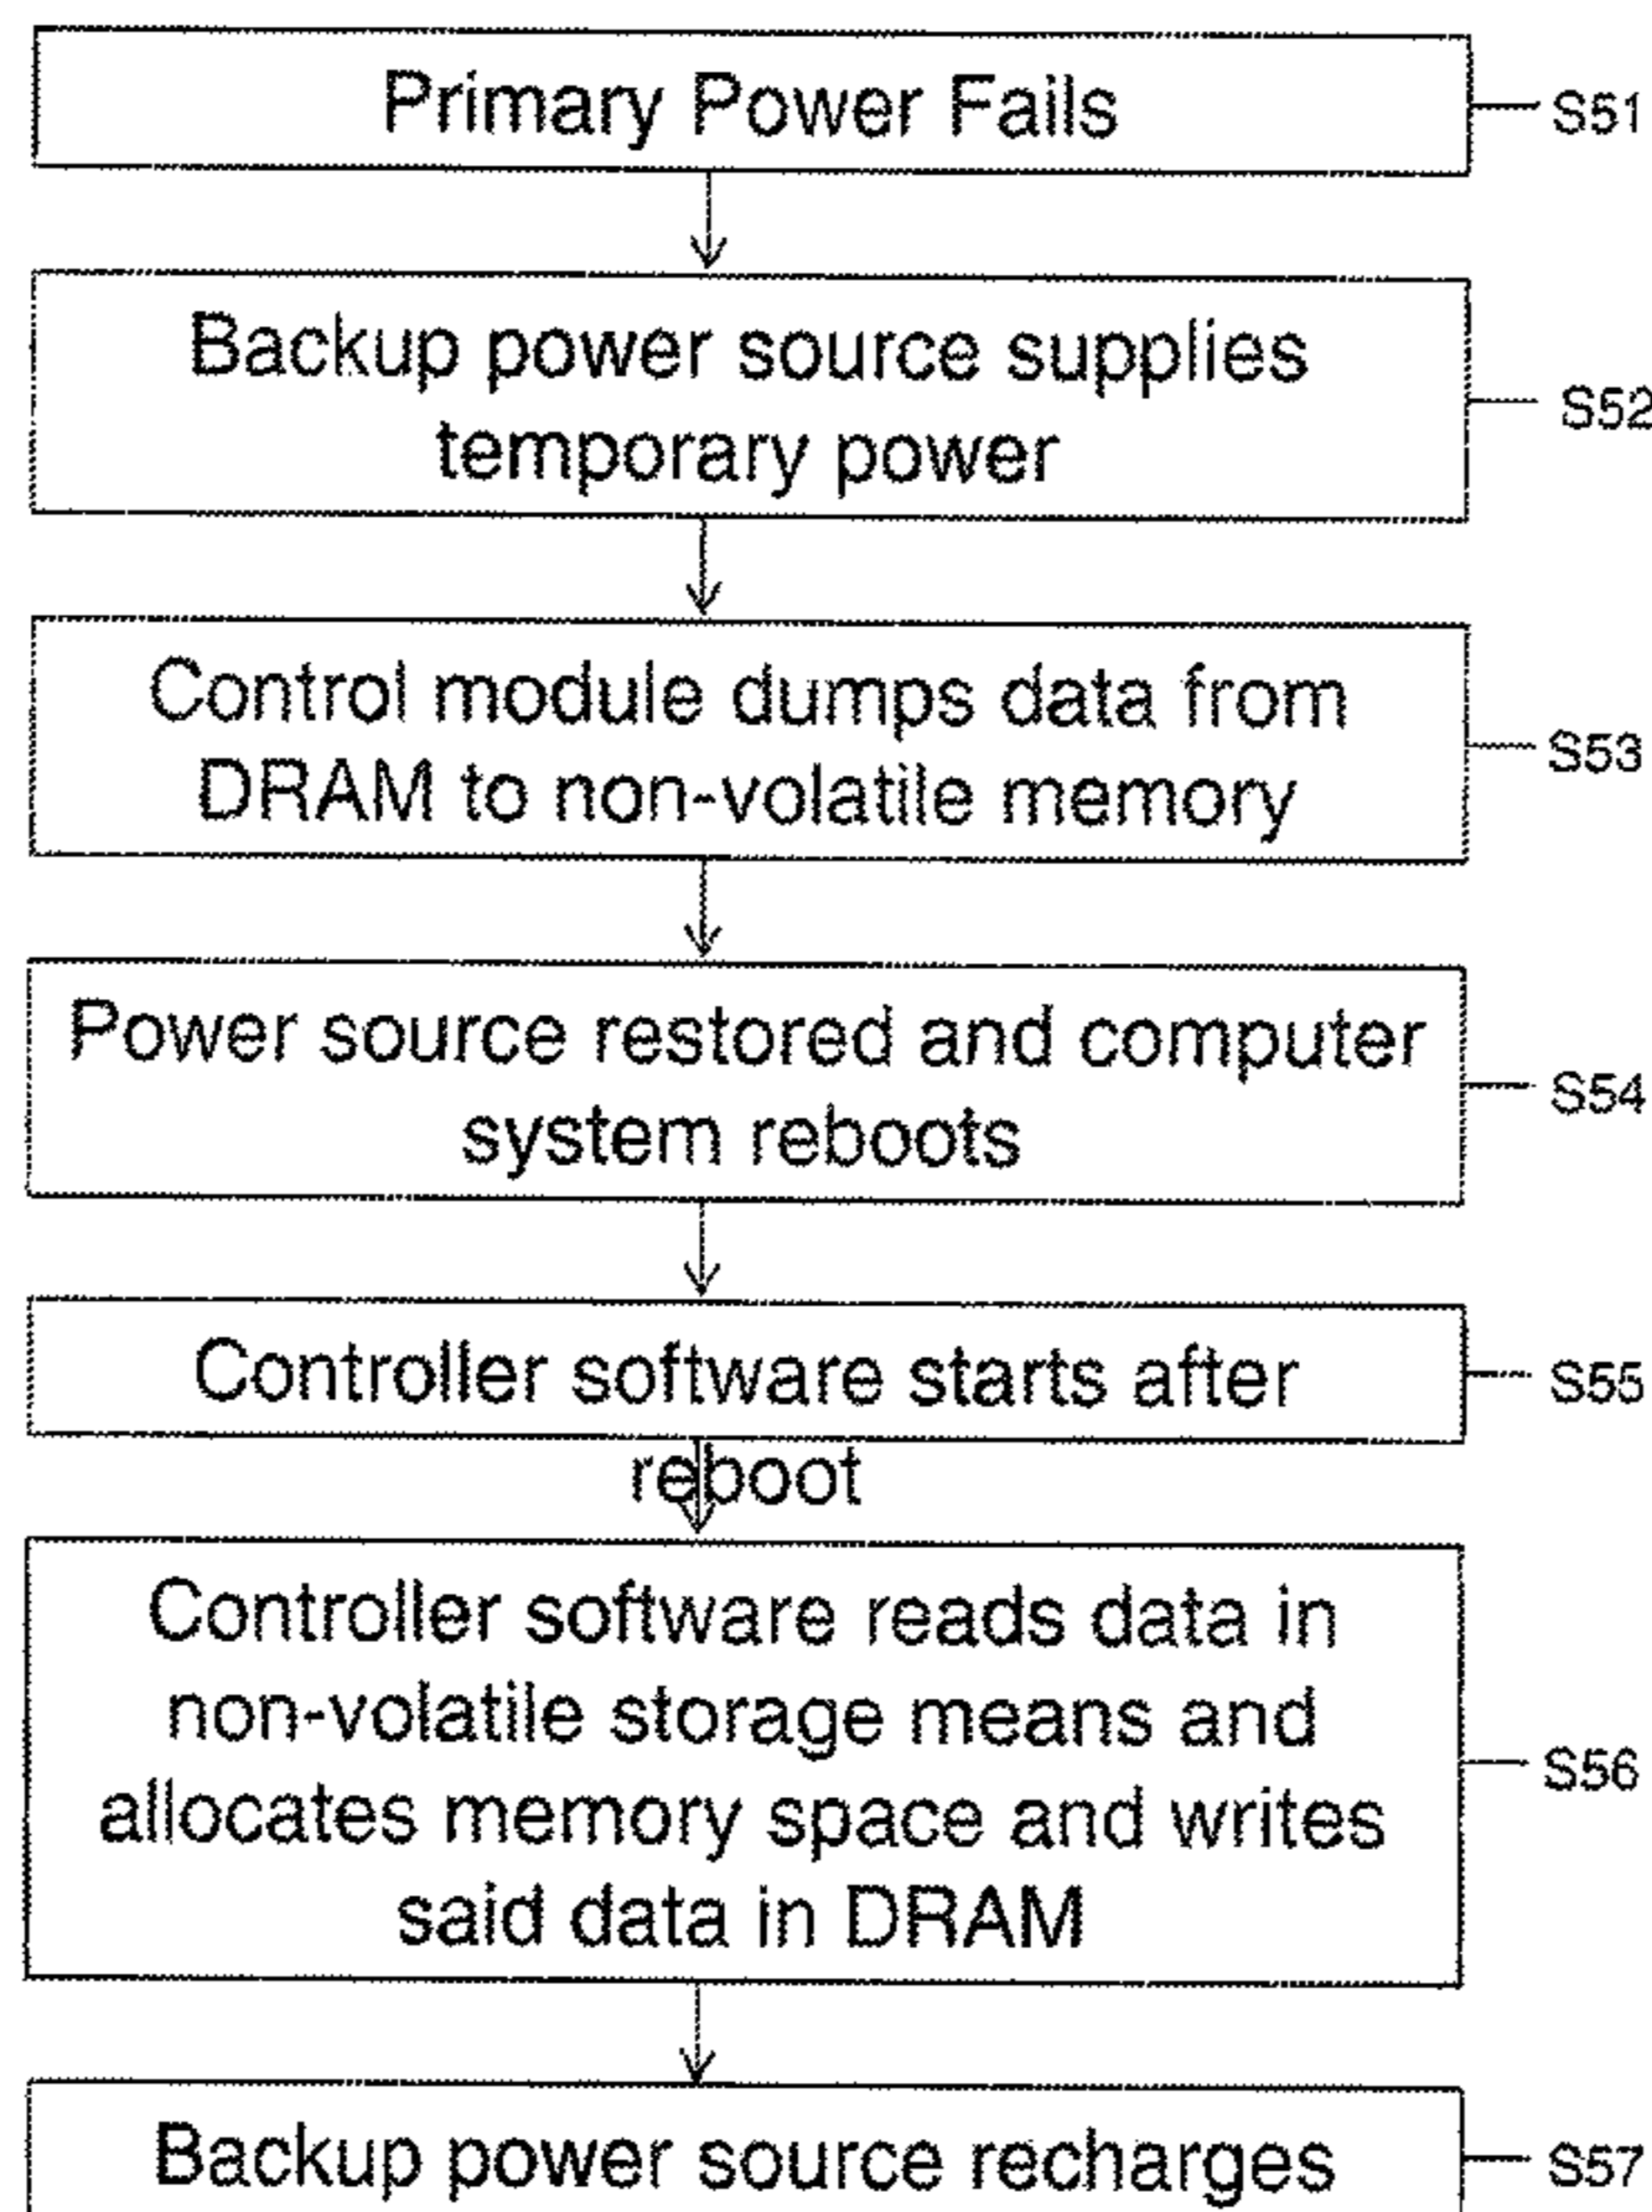 Primary Power Fails
S51
Backup power source supplies
temporary power
S52
Control module dumps data from
DRAM to non-volatile memory
S53
Power source restored and computer
system reboots
S54
Controller software starts after
reboot
S55
Controller software reads data in
non-volatile storage means and
allocates memory space and writes
said data in DRAM
S56
Backup power source recharges
S57